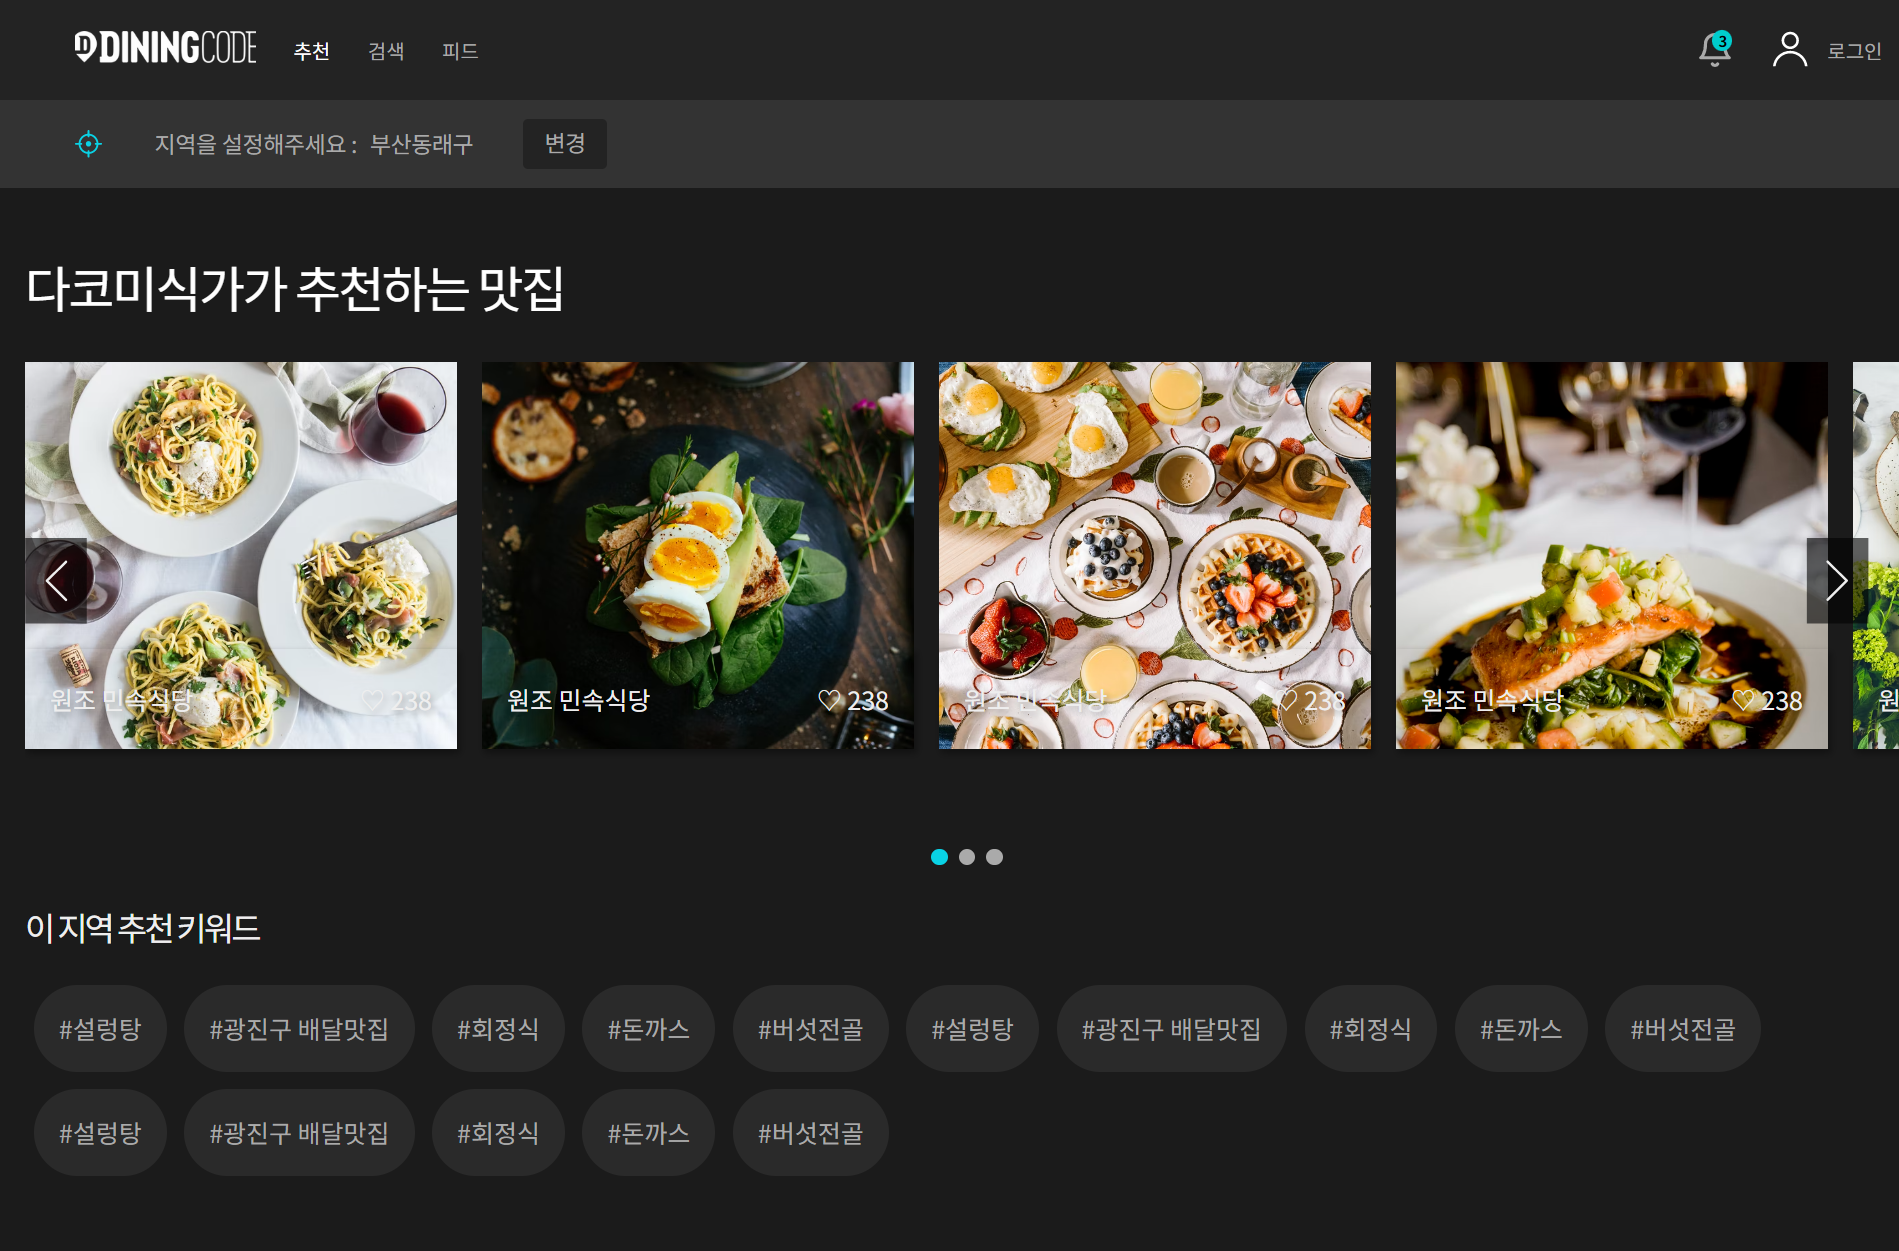 DININGCODE 추천 검색 피드 3 로그인
지역을 설정해주세요 : 부산동래구 변경
다코미식가가 추천하는 맛집
원조 민속식당 ♡ 238
원조 민속식당 ♡ 238
원조 민속식당 ♡ 238
원조 민속식당 ♡ 238
원
이 지역 추천 키워드
#설렁탕 #광진구 배달맛집 #회정식 #돈까스 #버섯전골 #설렁탕 #광진구 배달맛집 #회정식 #돈까스 #버섯전골
#설렁탕 #광진구 배달맛집 #회정식 #돈까스 #버섯전골